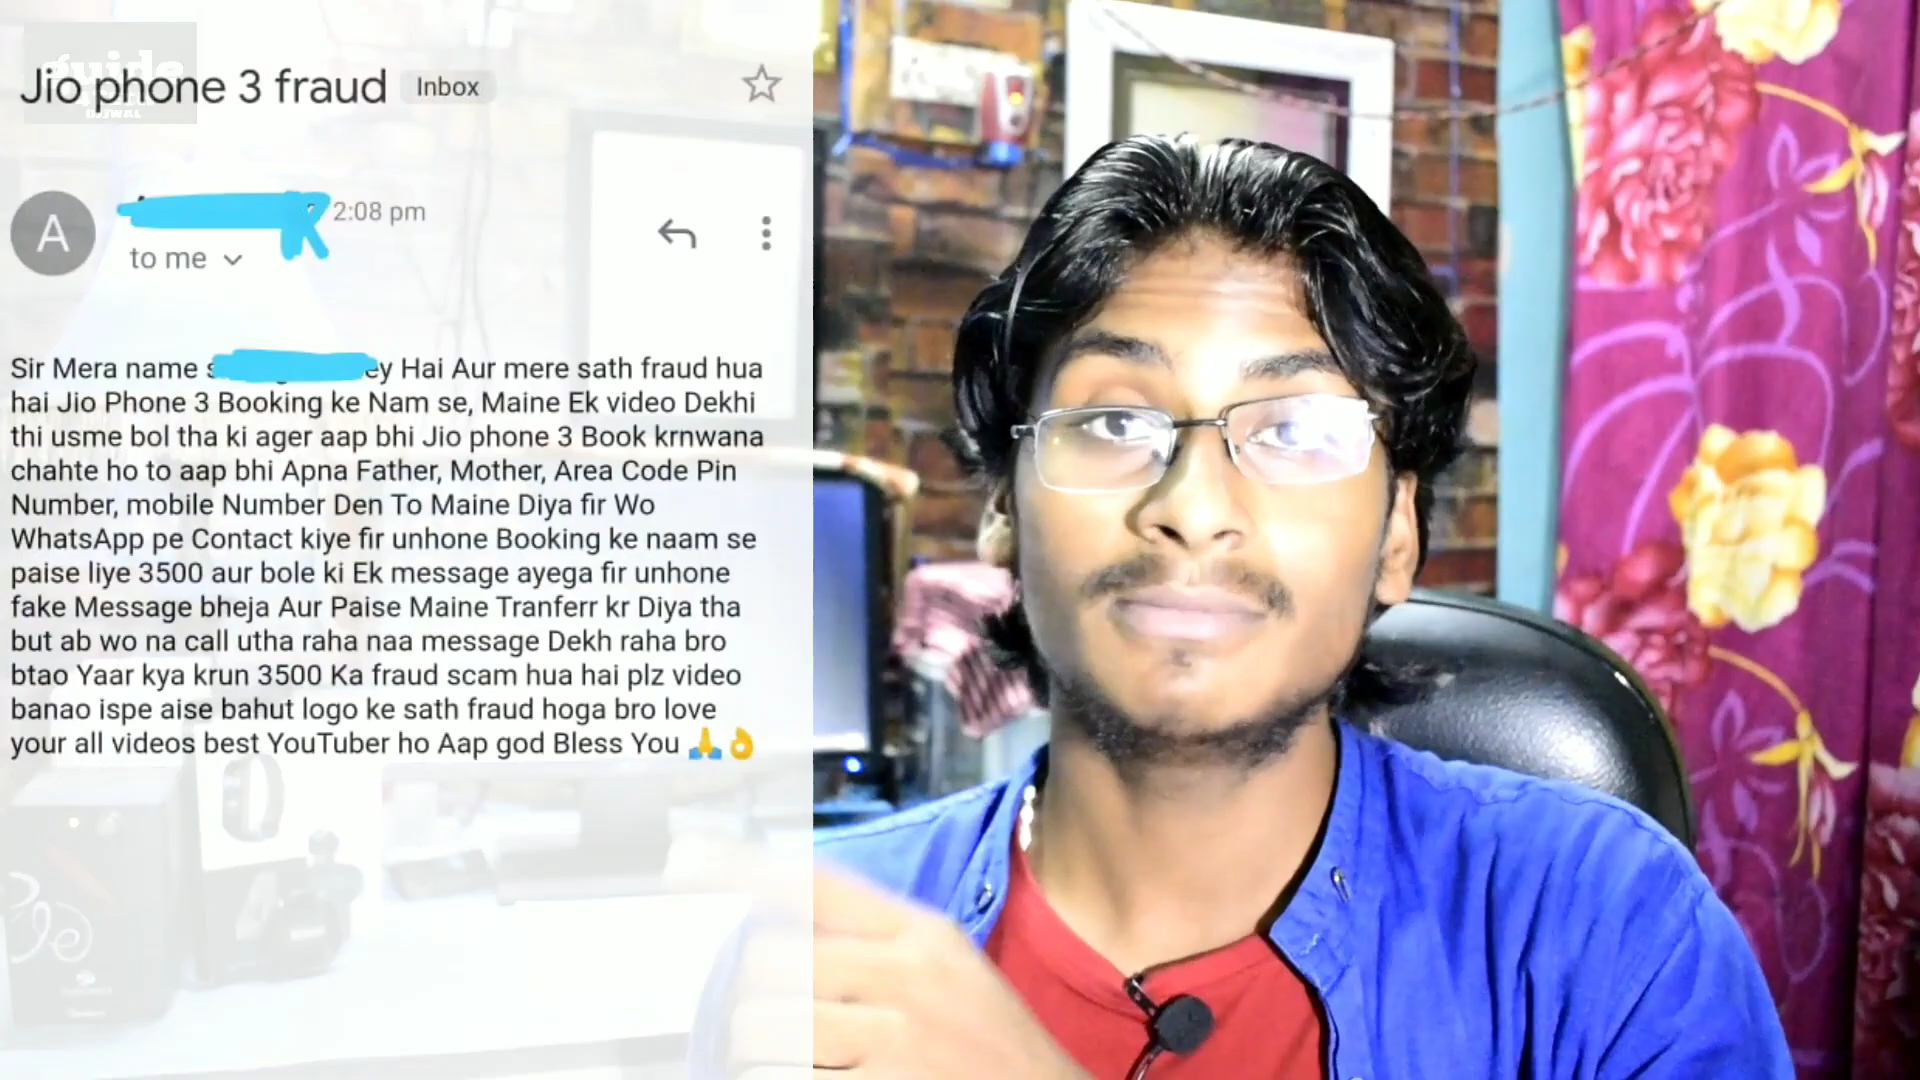 guide
BISWAL
Jio phone 3 fraud Inbox
A
2:08 pm
to me
Sir Mera name Hai Aur mere sath fraud hua
hai Jio Phone 3 Booking ke Nam se, Maine Ek video Dekhi
thi usme bol tha ki ager aap bhi Jio phone 3 Book krnwana
chahte ho to aap bhi Apna Father, Mother, Area Code Pin
Number, mobile Number Den To Maine Diya fir Wo
WhatsApp pe Contact kiye fir unhone Booking ke naam se
paise liye 3500 aur bole ki Ek message ayega fir unhone
fake Message bheja Aur Paise Maine Tranferr kr Diya tha
but ab wo na call utha raha naa message Dekh raha bro
btao Yaar kya krun 3500 Ka fraud scam hua hai plz video
banao ispe aise bahut logo ke sath fraud hoga bro love
your all videos best YouTuber ho Aap god Bless You 🙏👌